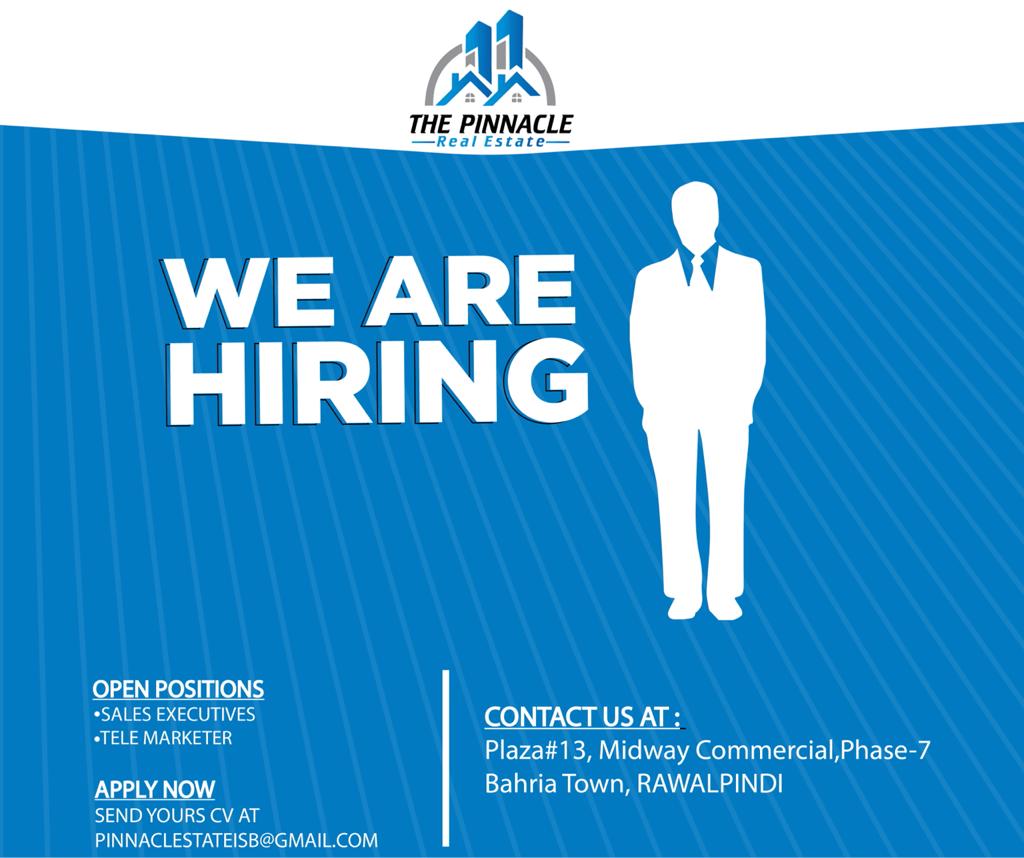 THE PINNACLE
Real Estate
WE ARE
HIRING
OPEN POSITIONS
•SALES EXECUTIVES
•TELE MARKETER
APPLY NOW
SEND YOURS CV AT
PINNACLESTATEISB@GMAIL.COM
CONTACT US AT :
Plaza#13, Midway Commercial,Phase-7
Bahria Town, RAWALPINDI